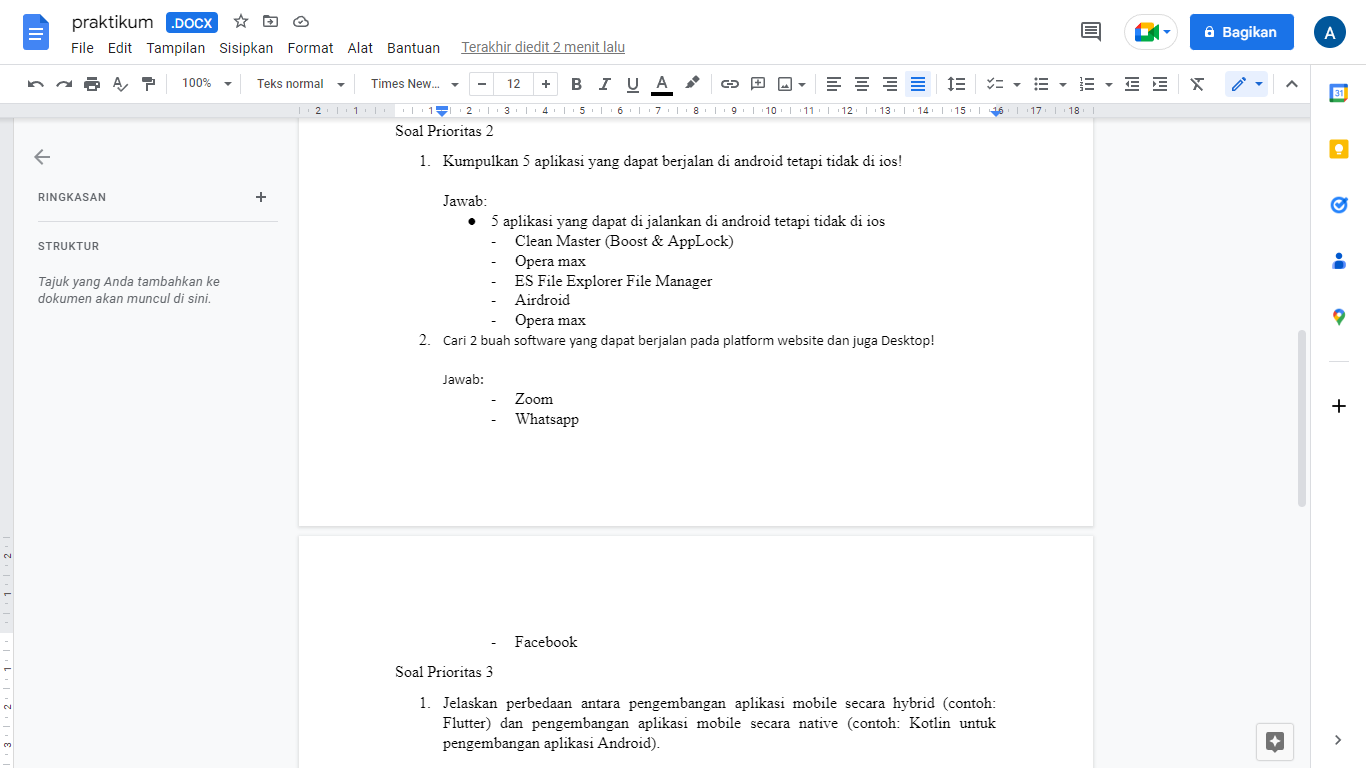 praktikum .DOCX
File Edit Tampilan Sisipkan Format Alat Bantuan Terakhir diedit 2 menit lalu
Bagikan
A
100% Teks normal Times New... 12
2 1 1 2 3 4 5 6 7 8 9 10 11 12 13 14 15 16 17 18
31
RINGKASAN
STRUKTUR
Tajuk yang Anda tambahkan ke
dokumen akan muncul di sini.
Soal Prioritas 2
1. Kumpulkan 5 aplikasi yang dapat berjalan di android tetapi tidak di ios!
Jawab:
● 5 aplikasi yang dapat di jalankan di android tetapi tidak di ios
- Clean Master (Boost & AppLock)
- Opera max
- ES File Explorer File Manager
- Airdroid
- Opera max
2. Cari 2 buah software yang dapat berjalan pada platform website dan juga Desktop!
Jawab:
- Zoom
- Whatsapp
- Facebook
Soal Prioritas 3
1. Jelaskan perbedaan antara pengembangan aplikasi mobile secara hybrid (contoh:
Flutter) dan pengembangan aplikasi mobile secara native (contoh: Kotlin untuk
pengembangan aplikasi Android).
2
1
1
2
3